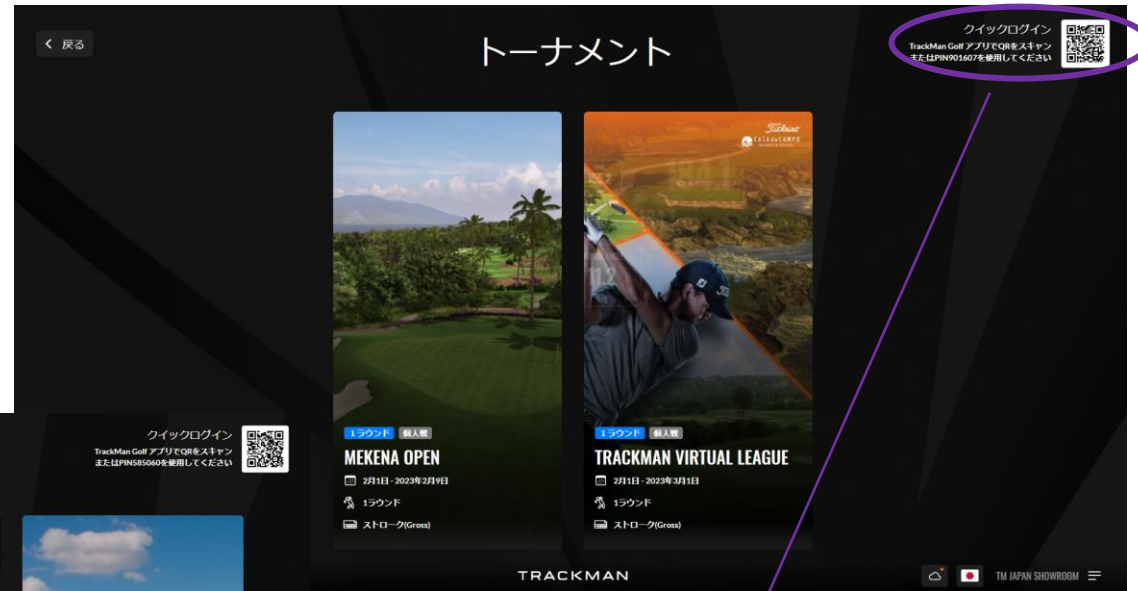 戻る
トーナメント
クイックログイン
TrackMan Golf アプリでQRをスキャン
またはPIN901607を使用してください
Titleist
CASA de CAMPO
1ラウンド 個人戦
MEKENA OPEN
2月1日 - 2023年2月9日
1ラウンド
ストローク(Gross)
1ラウンド 個人戦
TRACKMAN VIRTUAL LEAGUE
2月1日 - 2023年3月1日
1ラウンド
ストローク(Gross)
クイックログイン
TrackMan Golf アプリでQRをスキャン
またはPIN585060を使用してください
TRACKMAN
TM JAPAN SHOWROOM